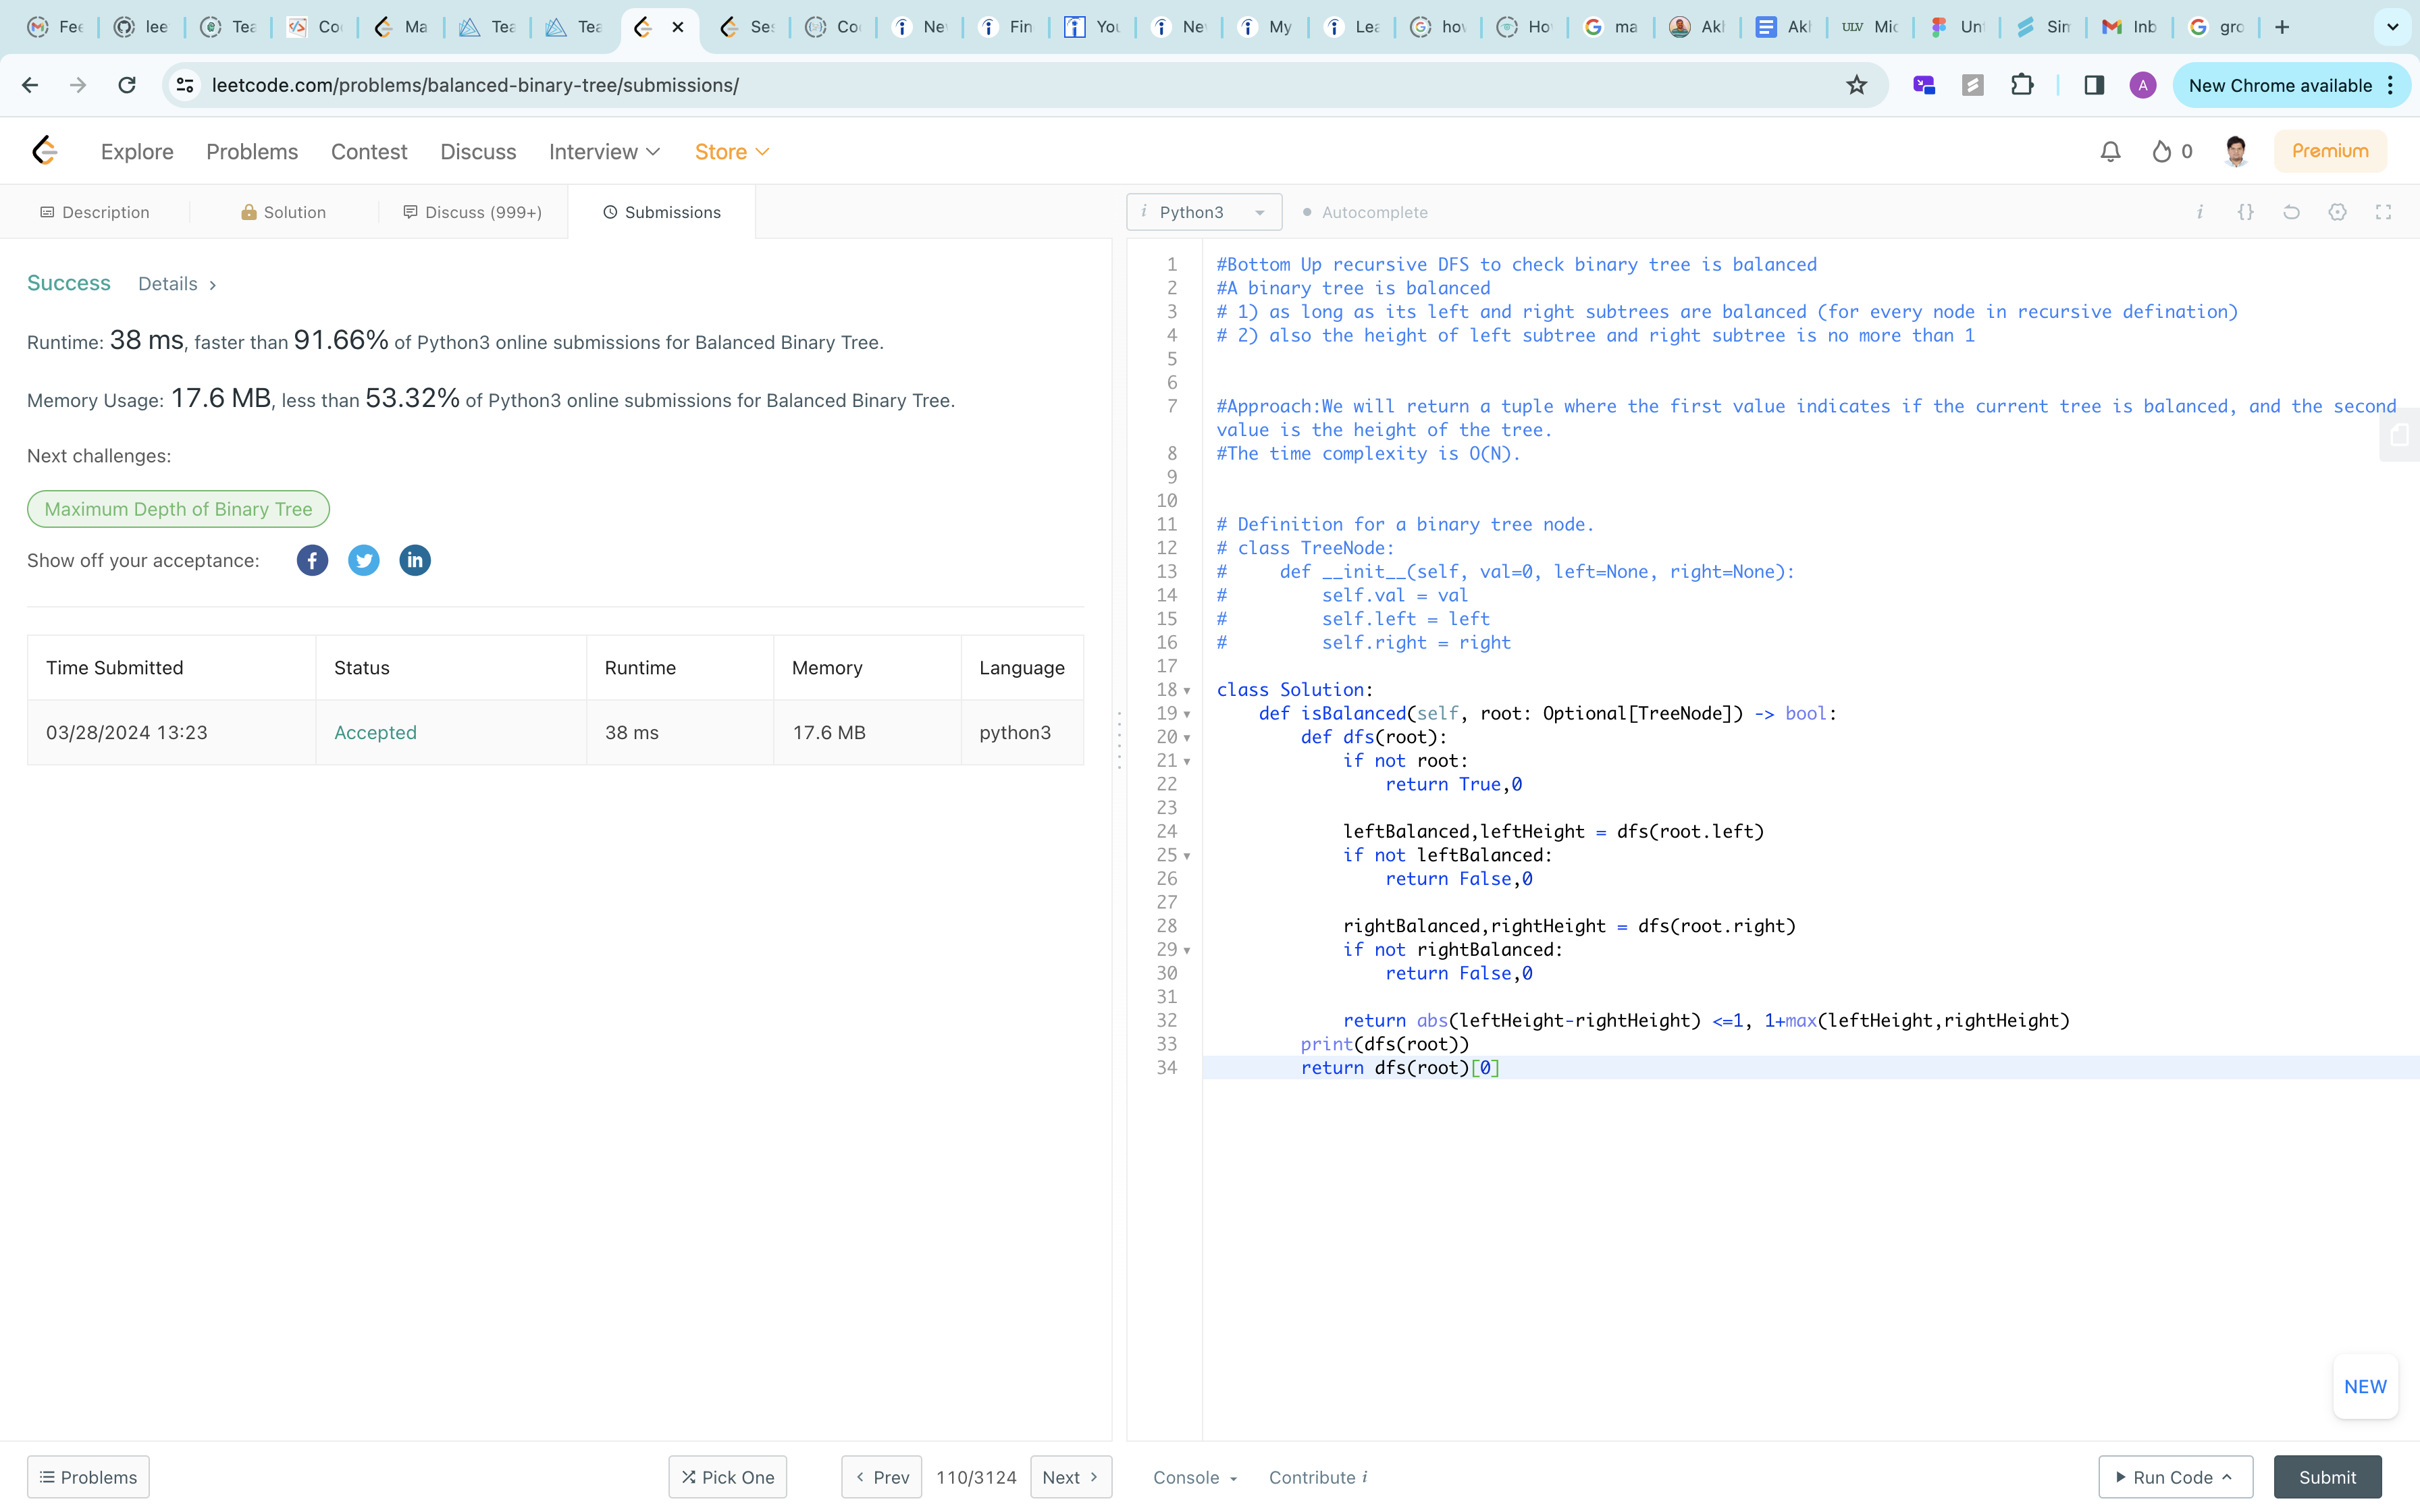 Fee lee Tea Co Ma Tea Tea Ses Co Ne Fin You Ne My Lea hov Ho ma Akl Akl ULV Mic Un Sin Inb gro
leetcode.com/problems/balanced-binary-tree/submissions/ A New Chrome available
Explore Problems Contest Discuss Interview Store 0 Premium
Description Solution Discuss (999+) Submissions
i Python3 Autocomplete i {}
Success Details >
Runtime: 38 ms, faster than 91.66% of Python3 online submissions for Balanced Binary Tree.
Memory Usage: 17.6 MB, less than 53.32% of Python3 online submissions for Balanced Binary Tree.
Next challenges:
Maximum Depth of Binary Tree
Show off your acceptance: f in
Time Submitted Status Runtime Memory Language
03/28/2024 13:23 Accepted 38 ms 17.6 MB python3
1 #Bottom Up recursive DFS to check binary tree is balanced
2 #A binary tree is balanced
3 # 1) as long as its left and right subtrees are balanced (for every node in recursive defination)
4 # 2) also the height of left subtree and right subtree is no more than 1
5
6
7 #Approach:We will return a tuple where the first value indicates if the current tree is balanced, and the second
value is the height of the tree.
8 #The time complexity is O(N).
9
10
11 # Definition for a binary tree node.
12 # class TreeNode:
13 #     def __init__(self, val=0, left=None, right=None):
14 #         self.val = val
15 #         self.left = left
16 #         self.right = right
17
18 class Solution:
19     def isBalanced(self, root: Optional[TreeNode]) -> bool:
20         def dfs(root):
21             if not root:
22                 return True,0
23
24             leftBalanced,leftHeight = dfs(root.left)
25             if not leftBalanced:
26                 return False,0
27
28             rightBalanced,rightHeight = dfs(root.right)
29             if not rightBalanced:
30                 return False,0
31
32             return abs(leftHeight-rightHeight) <=1, 1+max(leftHeight,rightHeight)
33         print(dfs(root))
34         return dfs(root)[0]
NEW
Problems Pick One Prev 110/3124 Next Console Contribute i Run Code Submit